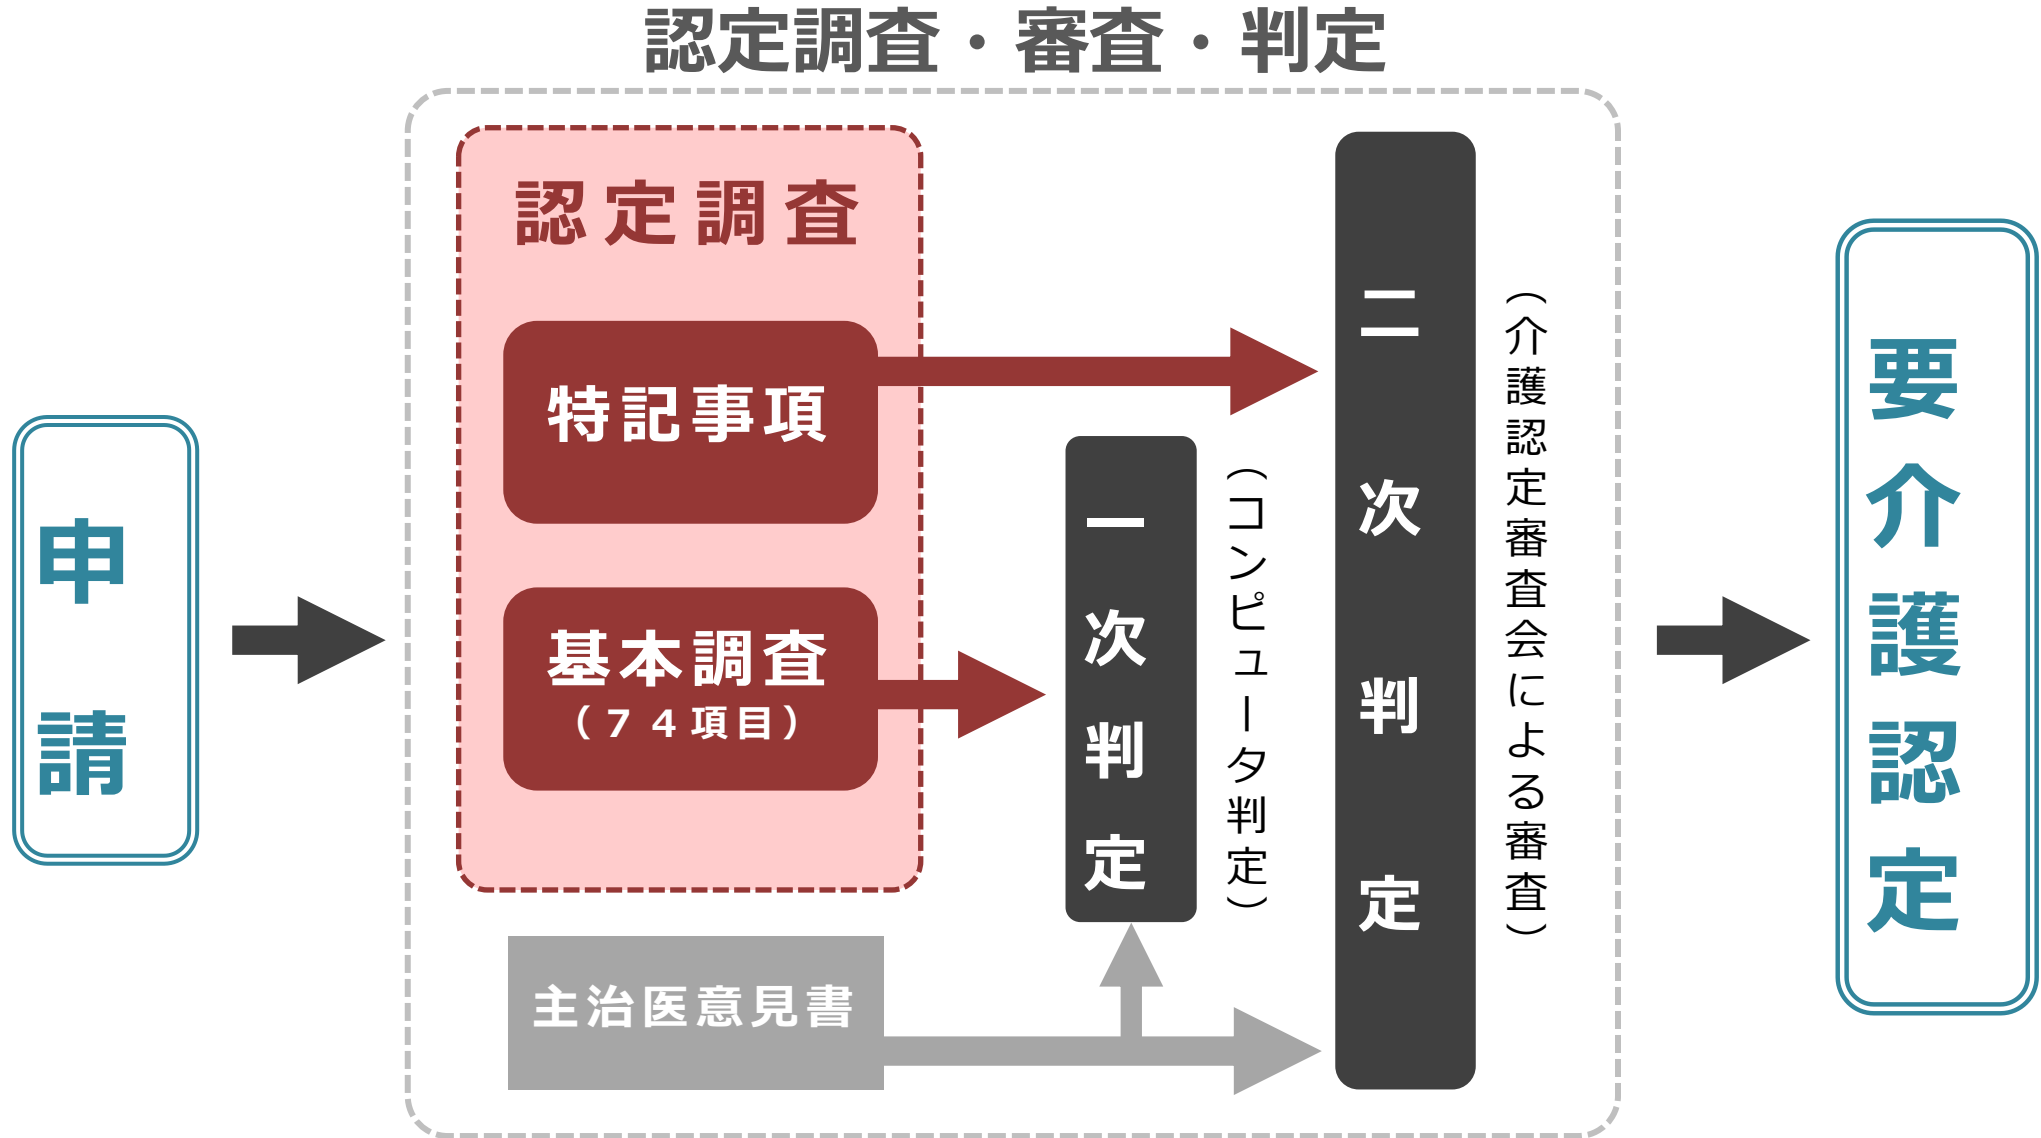 認定調査・審査・判定
申請
認定調査
特記事項
基本調査
（７４項目）
主治医意見書
一次判定
（コンピュータ判定）
二次判定
（介護認定審査会による審査）
要介護認定